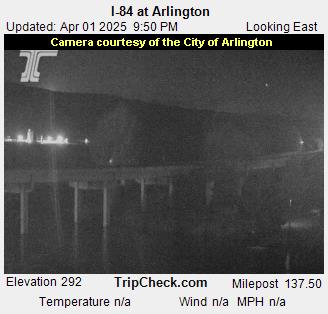 I-84 at Arlington
Updated: Apr 01 2025 9:50 PM Looking East
Camera courtesy of the City of Arlington
Elevation 292 TripCheck.com Milepost 137.50
Temperature n/a Wind n/a MPH n/a